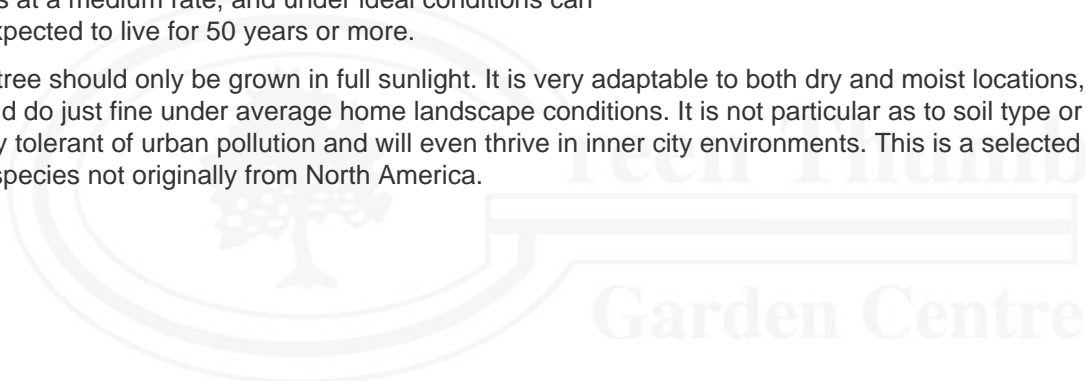 s at a medium rate, and under ideal conditions can
xpected to live for 50 years or more.
tree should only be grown in full sunlight. It is very adaptable to both dry and moist locations,
d do just fine under average home landscape conditions. It is not particular as to soil type or
y tolerant of urban pollution and will even thrive in inner city environments. This is a selected
species not originally from North America.
reen Thumb
Garden Centre